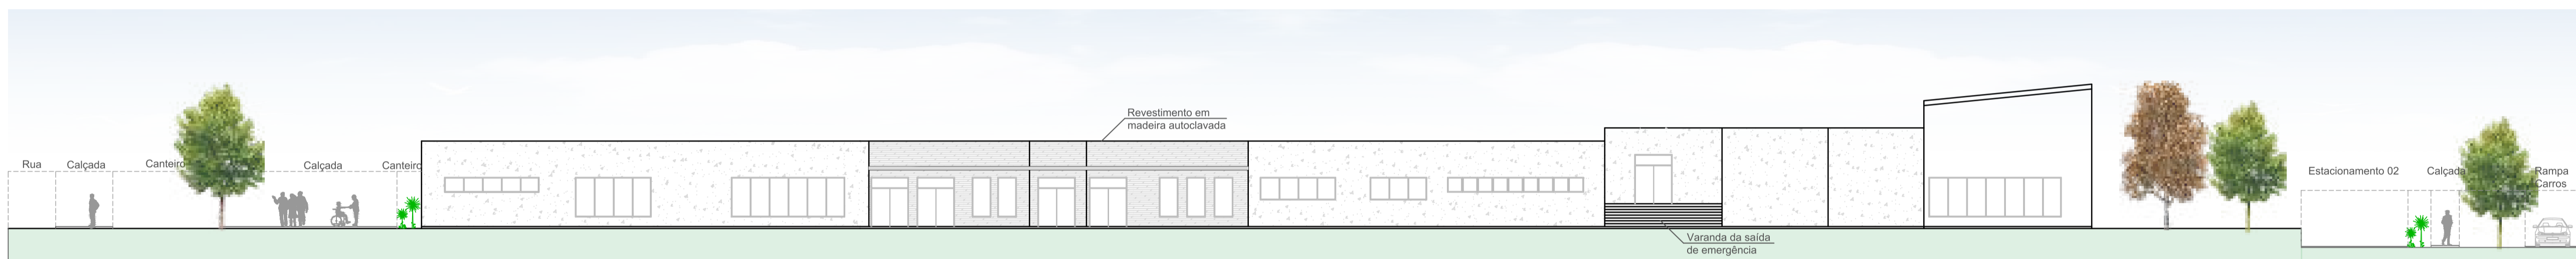 Rua
Calçada
Canteiro
Calçada
Canteiro
Revestimento em
madeira autoclavada
Varanda da saída
de emergência
Estacionamento 02
Calçada
Rampa
Carros